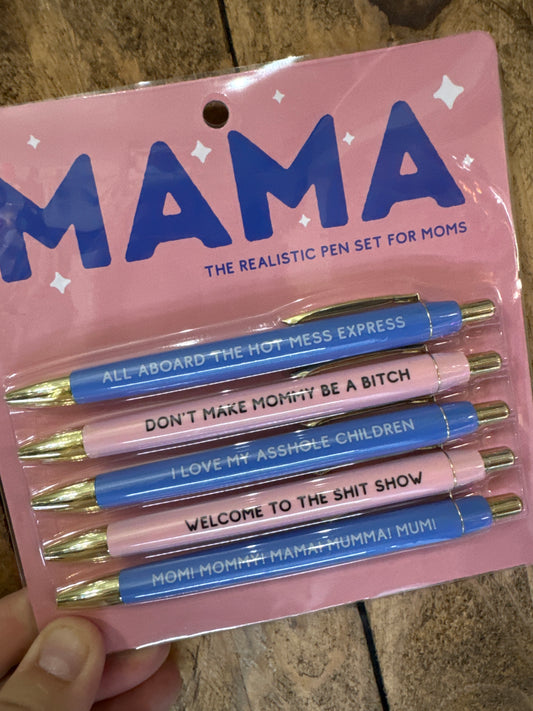 MAMA
THE REALISTIC PEN SET FOR MOMS
ALL ABOARD THE HOT MESS EXPRESS
DON'T MAKE MOMMY BE A BITCH
I LOVE MY ASSHOLE CHILDREN
WELCOME TO THE SHIT SHOW
MOM! MOMMY! MAMA! MUMMA! MUM!